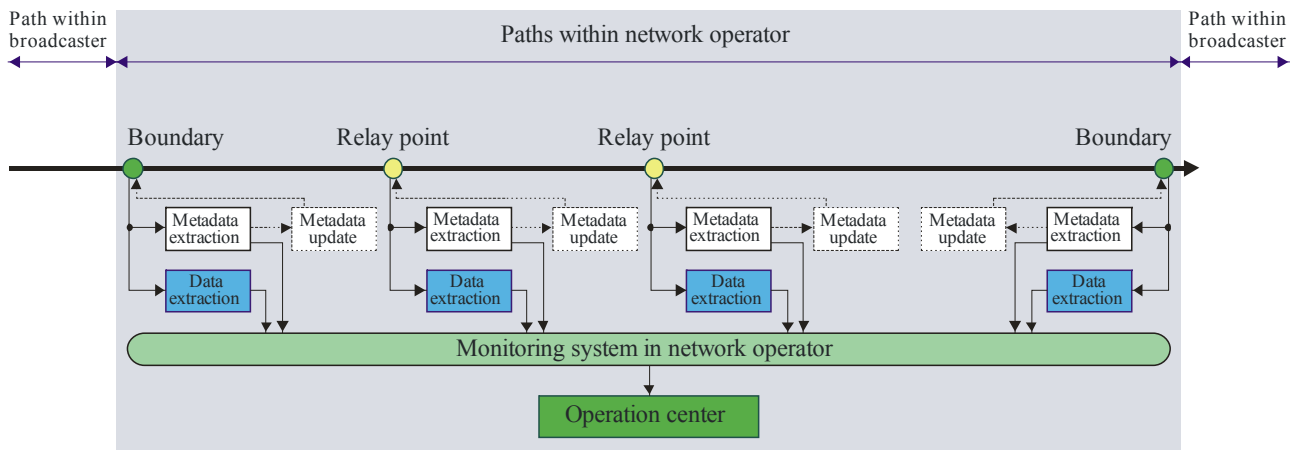 Path within
broadcaster
Paths within network operator
Path within
broadcaster
Boundary
Relay point
Relay point
Boundary
Metadata
extraction
Metadata
update
Metadata
extraction
Metadata
update
Metadata
extraction
Metadata
update
Metadata
update
Metadata
extraction
Data
extraction
Data
extraction
Data
extraction
Data
extraction
Monitoring system in network operator
Operation center